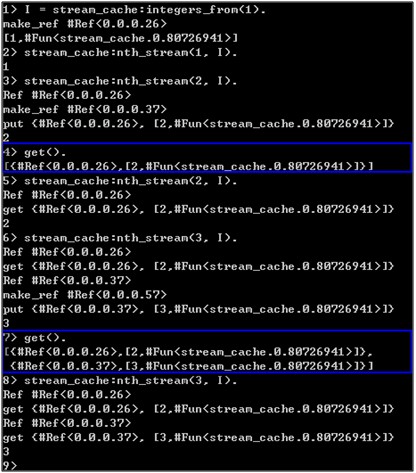 1> I = stream_cache:integers_from(1).
make_ref #Ref<0.0.0.26>
[1,#Fun<stream_cache.0.80726941>]
2> stream_cache:nth_stream(1, I).
1
3> stream_cache:nth_stream(2, I).
Ref #Ref<0.0.0.26>
make_ref #Ref<0.0.0.37>
put {#Ref<0.0.0.26>, [2,#Fun<stream_cache.0.80726941>]}
2
4> get().
[{#Ref<0.0.0.26>,[2,#Fun<stream_cache.0.80726941>]}]
5> stream_cache:nth_stream(2, I).
Ref #Ref<0.0.0.26>
get {#Ref<0.0.0.26>, [2,#Fun<stream_cache.0.80726941>]}
2
6> stream_cache:nth_stream(3, I).
Ref #Ref<0.0.0.26>
get {#Ref<0.0.0.26>, [2,#Fun<stream_cache.0.80726941>]}
Ref #Ref<0.0.0.37>
make_ref #Ref<0.0.0.57>
put {#Ref<0.0.0.37>, [3,#Fun<stream_cache.0.80726941>]}
3
7> get().
[{#Ref<0.0.0.26>,[2,#Fun<stream_cache.0.80726941>]},
{#Ref<0.0.0.37>,[3,#Fun<stream_cache.0.80726941>]}]
8> stream_cache:nth_stream(3, I).
Ref #Ref<0.0.0.26>
get {#Ref<0.0.0.26>, [2,#Fun<stream_cache.0.80726941>]}
Ref #Ref<0.0.0.37>
get {#Ref<0.0.0.37>, [3,#Fun<stream_cache.0.80726941>]}
3
9>